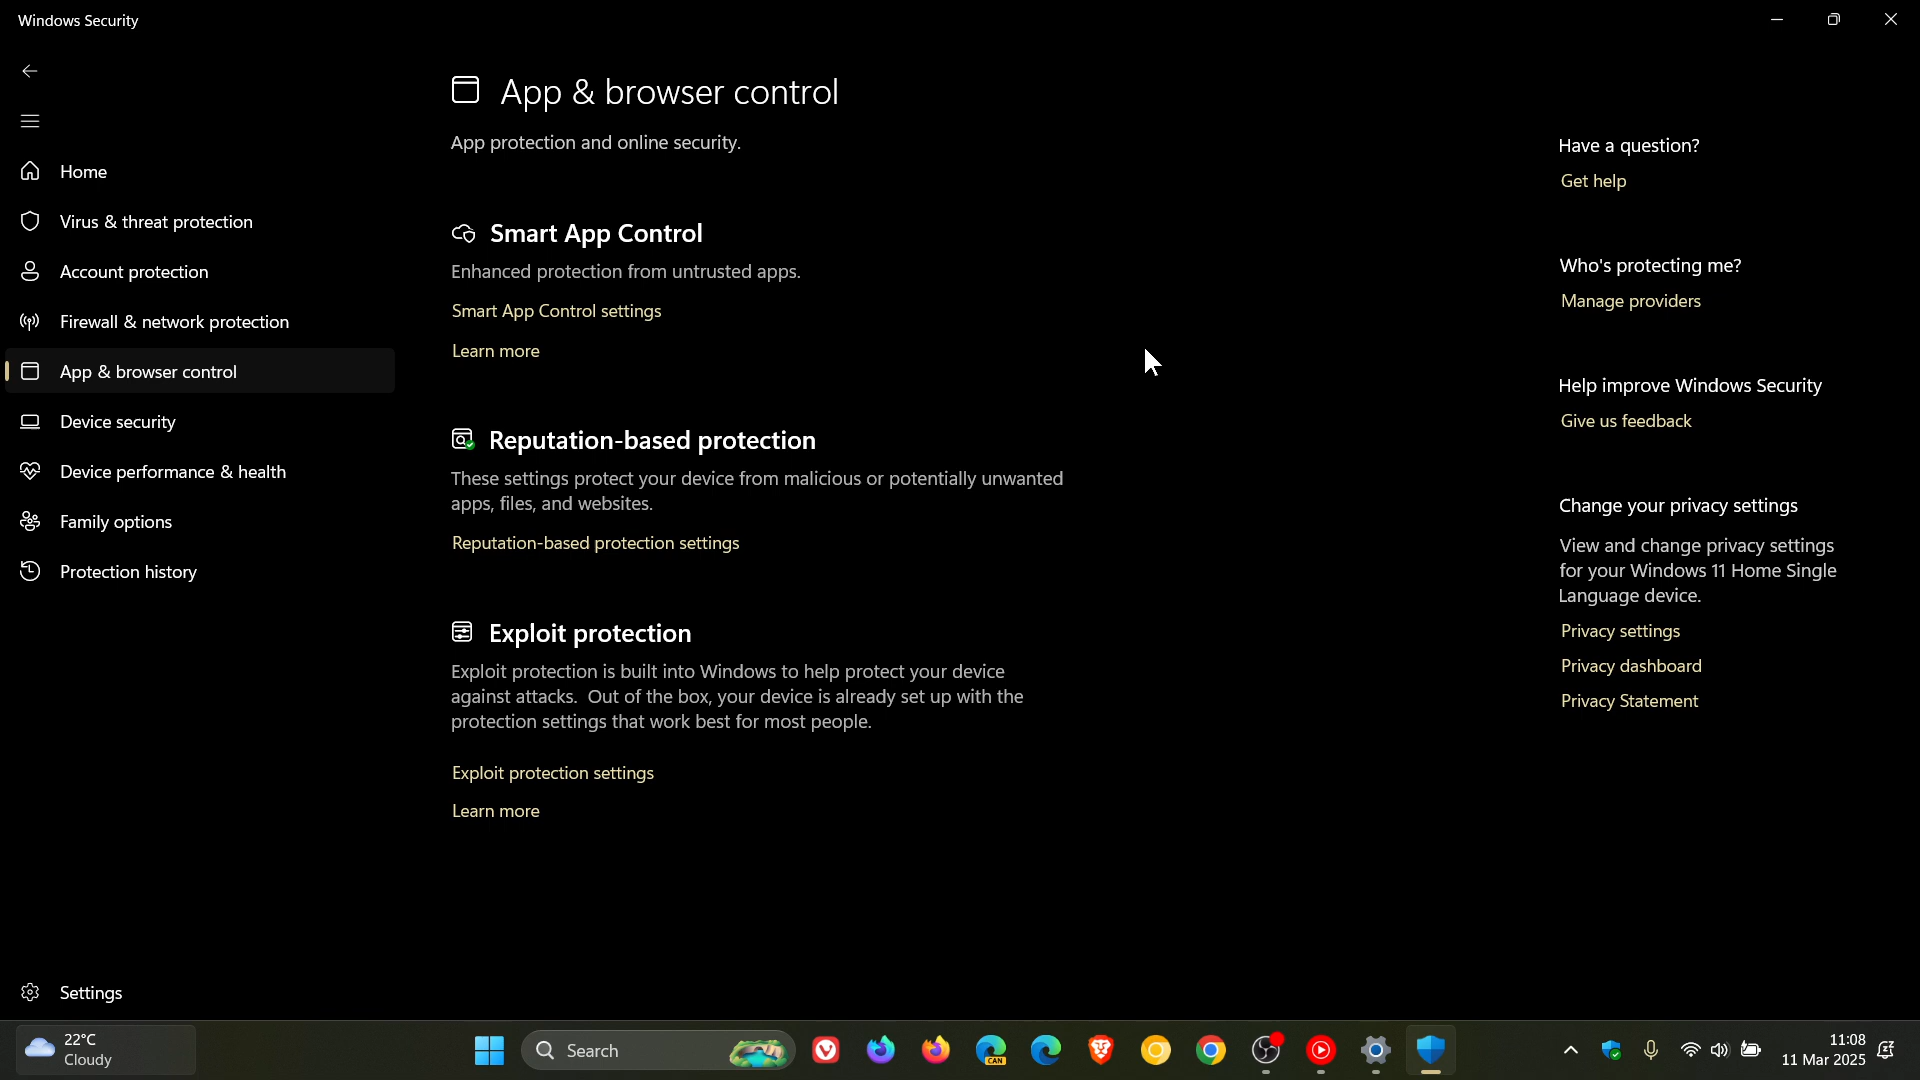 Windows Security
Home
Virus & threat protection
Account protection
Firewall & network protection
App & browser control
Device security
Device performance & health
Family options
Protection history
Settings
App & browser control
App protection and online security.
Smart App Control
Enhanced protection from untrusted apps.
Smart App Control settings
Learn more
Reputation-based protection
These settings protect your device from malicious or potentially unwanted
apps, files, and websites.
Reputation-based protection settings
Exploit protection
Exploit protection is built into Windows to help protect your device
against attacks.  Out of the box, your device is already set up with the
protection settings that work best for most people.
Exploit protection settings
Learn more
Have a question?
Get help
Who's protecting me?
Manage providers
Help improve Windows Security
Give us feedback
Change your privacy settings
View and change privacy settings
for your Windows 11 Home Single
Language device.
Privacy settings
Privacy dashboard
Privacy Statement
22°C
Cloudy
Search
CAN
11:08
11 Mar 2025